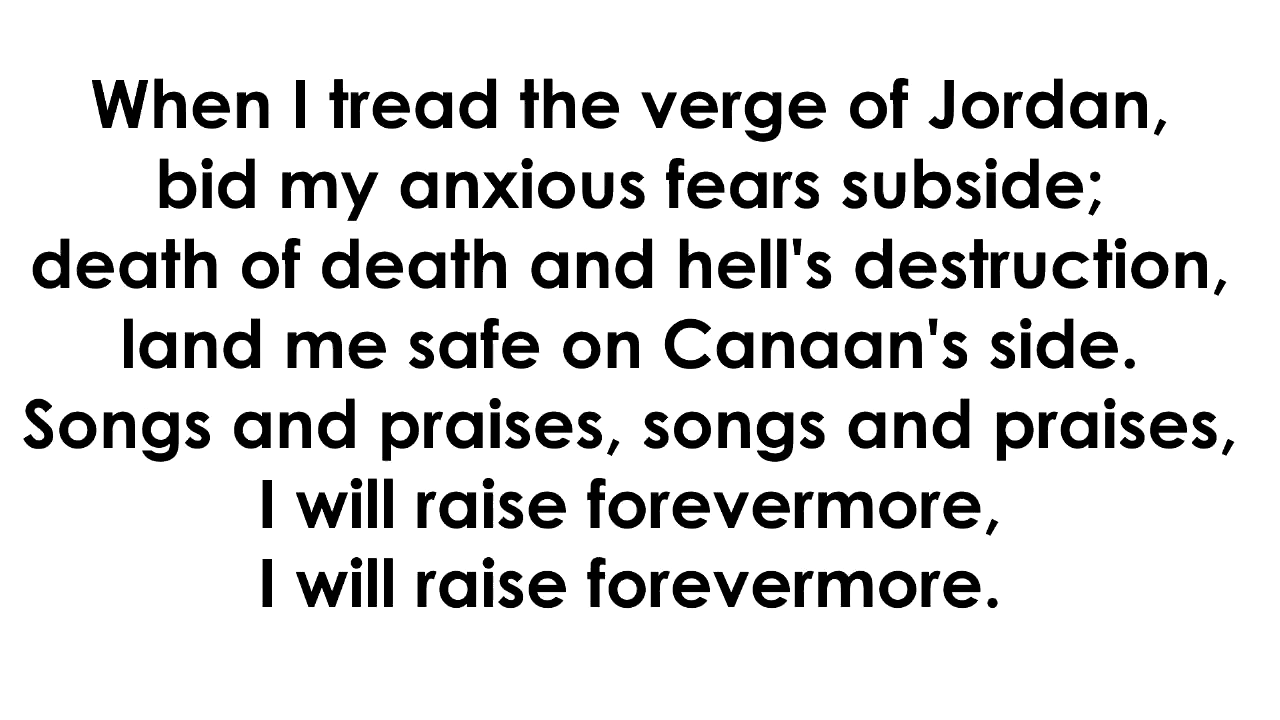 When I tread the verge of Jordan,
bid my anxious fears subside;
death of death and hell's destruction,
land me safe on Canaan's side.
Songs and praises, songs and praises,
I will raise forevermore,
I will raise forevermore.